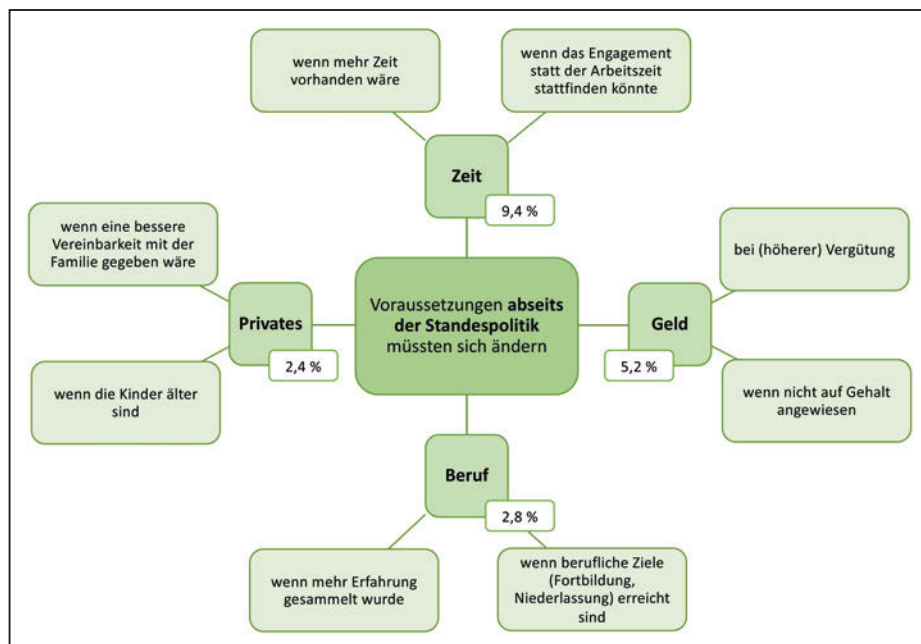 wenn mehr Zeit
vorhanden wäre
wenn das Engagement
statt der Arbeitszeit
stattfinden könnte
Zeit
9,4 %
wenn eine bessere
Vereinbarkeit mit der
Familie gegeben wäre
bei (höherer) Vergütung
Privates
2,4 %
Voraussetzungen abseits
der Standespolitik
müssten sich ändern
Geld
5,2 %
wenn die Kinder älter
sind
wenn nicht auf Gehalt
angewiesen
Beruf
2,8 %
wenn mehr Erfahrung
gesammelt wurde
wenn berufliche Ziele
(Fortbildung,
Niederlassung) erreicht
sind